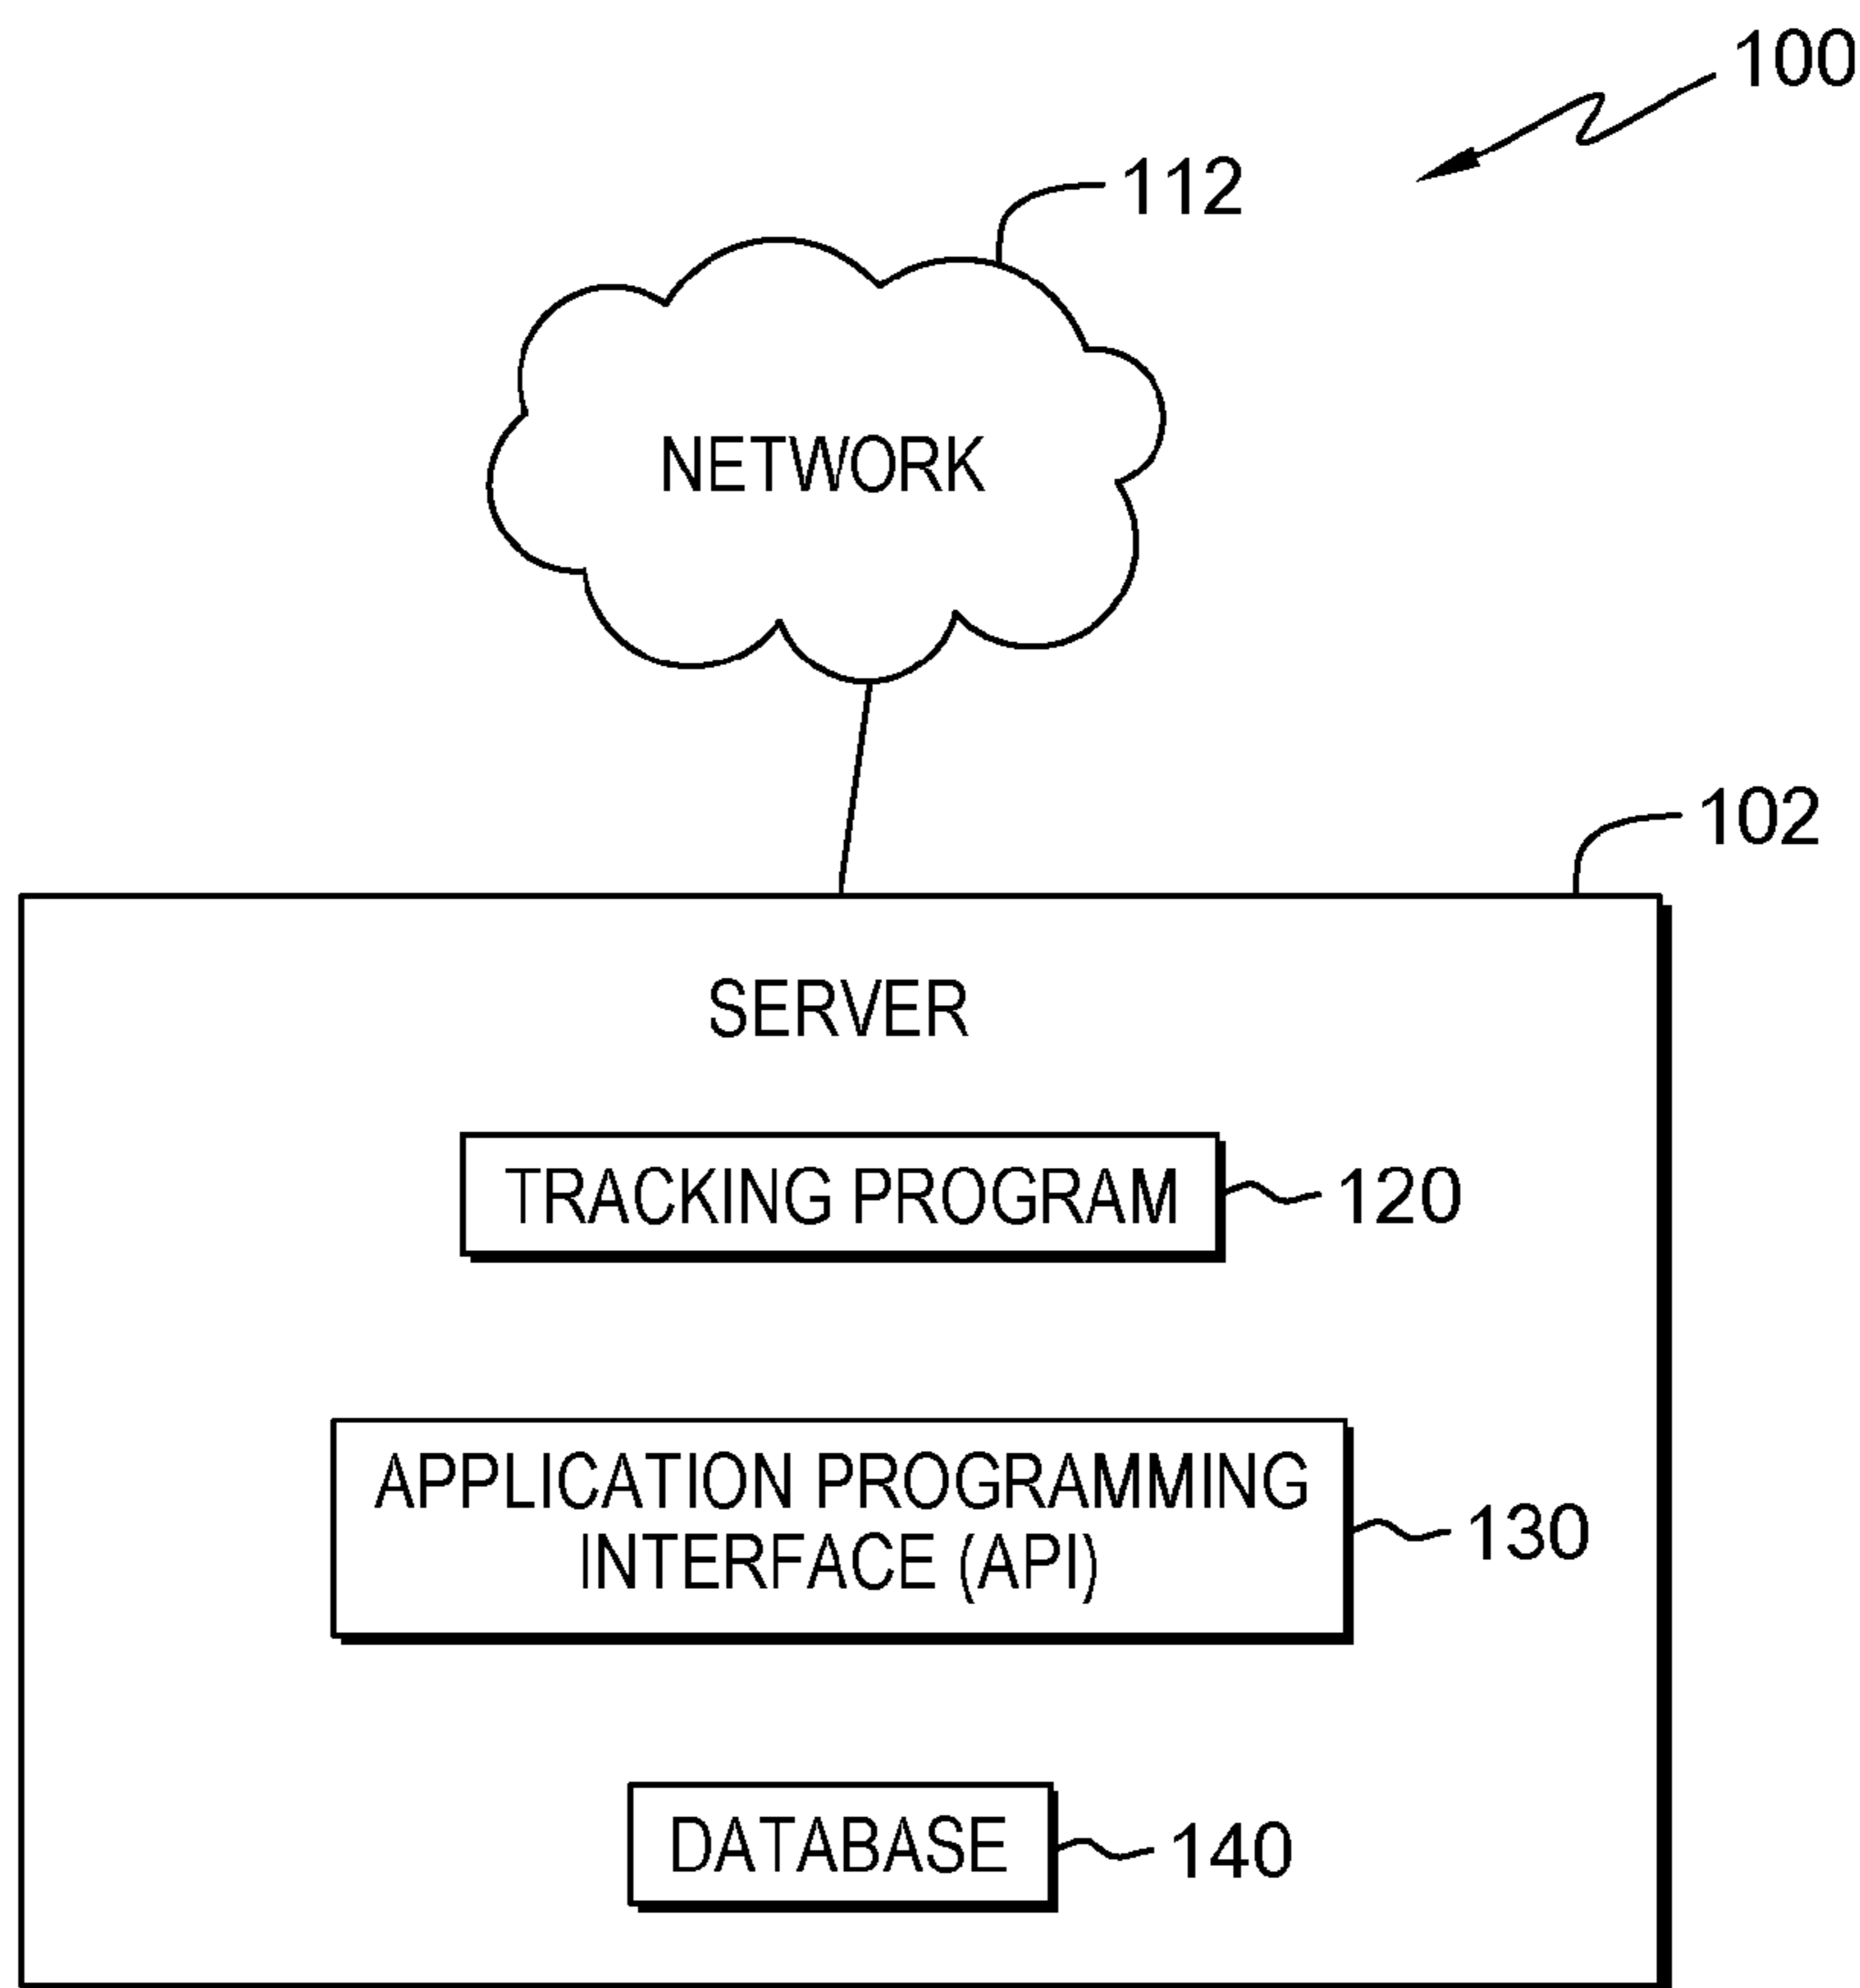 100
112
NETWORK
102
SERVER
TRACKING PROGRAM
120
APPLICATION PROGRAMMING
INTERFACE (API)
130
DATABASE
140